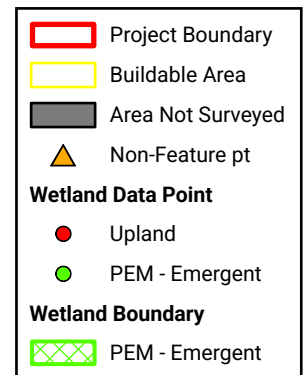 Project Boundary
Buildable Area
Area Not Surveyed
Non-Feature pt
Wetland Data Point
Upland
PEM - Emergent
Wetland Boundary
PEM - Emergent